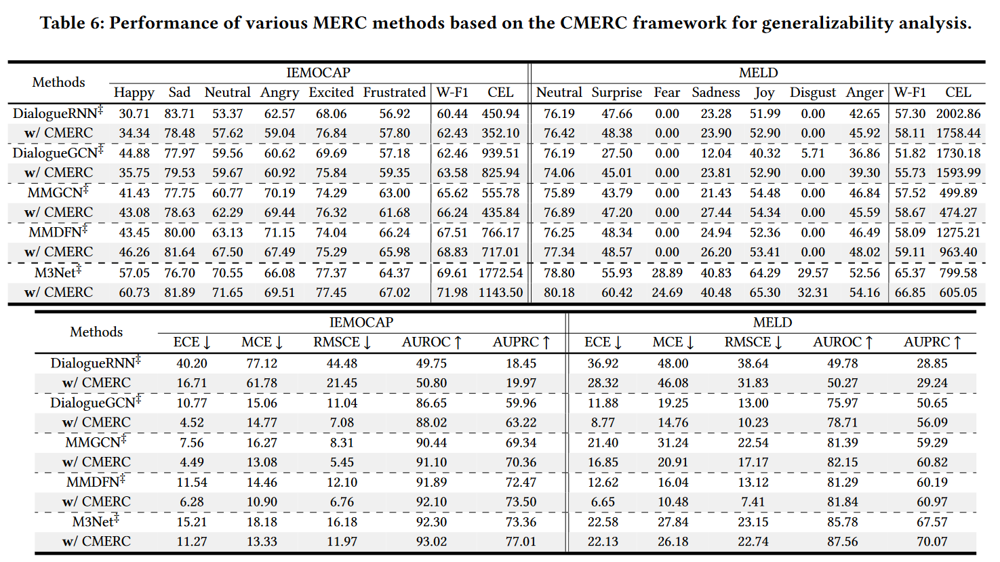 Table 6: Performance of various MERC methods based on the CMERC framework for generalizability analysis.
Methods IEMOCAP MELD
Happy Sad Neutral Angry Excited Frustrated W-F1 CEL Neutral Surprise Fear Sadness Joy Disgust Anger W-F1 CEL
DialogueRNN‡ 30.71 83.71 53.37 62.57 68.06 56.92 60.44 450.94 76.19 47.66 0.00 23.28 51.99 0.00 42.65 57.30 2002.86
w/ CMERC 34.34 78.48 57.62 59.04 76.84 57.80 62.43 352.10 76.42 48.38 0.00 23.90 52.90 0.00 45.92 58.11 1758.44
DialogueGCN‡ 44.88 77.97 59.56 60.62 69.69 57.18 62.46 939.51 76.19 27.50 0.00 12.04 40.32 5.71 36.86 51.82 1730.18
w/ CMERC 35.75 79.53 59.67 60.92 75.84 59.35 63.58 825.94 74.06 45.01 0.00 23.81 52.90 0.00 39.30 55.73 1593.99
MMGCN‡ 41.43 77.75 60.77 70.19 74.29 63.00 65.62 555.78 75.89 43.79 0.00 21.43 54.48 0.00 46.84 57.52 499.89
w/ CMERC 43.08 78.63 62.29 69.44 76.32 61.68 66.24 435.84 76.89 47.20 0.00 27.44 54.34 0.00 45.59 58.67 474.27
MMDFN‡ 43.45 80.00 63.13 71.15 74.04 66.24 67.51 766.17 76.25 48.34 0.00 24.94 52.36 0.00 46.49 58.09 1275.21
w/ CMERC 46.26 81.64 67.50 67.49 75.29 65.98 68.83 717.01 77.34 48.57 0.00 26.20 53.41 0.00 48.02 59.11 963.40
M3Net‡ 57.05 76.70 70.55 66.08 77.37 64.37 69.61 1772.54 78.80 55.93 28.89 40.83 64.29 29.57 52.56 65.37 799.58
w/ CMERC 60.73 81.89 71.65 69.51 77.45 67.02 71.98 1143.50 80.18 60.42 24.69 40.48 65.30 32.31 54.16 66.85 605.05
Methods IEMOCAP MELD
ECE ↓ MCE ↓ RMSCE ↓ AUROC ↑ AUPRC ↑ ECE ↓ MCE ↓ RMSCE ↓ AUROC ↑ AUPRC ↑
DialogueRNN‡ 40.20 77.12 44.48 49.75 18.45 36.92 48.00 38.64 49.78 28.85
w/ CMERC 16.71 61.78 21.45 50.80 19.97 28.32 46.08 31.83 50.27 29.24
DialogueGCN‡ 10.77 15.06 11.04 86.65 59.96 11.88 19.25 13.00 75.97 50.65
w/ CMERC 4.52 14.77 7.08 88.02 63.22 8.77 14.76 10.23 78.71 56.09
MMGCN‡ 7.56 16.27 8.31 90.44 69.34 21.40 31.24 22.54 81.39 59.29
w/ CMERC 4.49 13.08 5.45 91.10 70.36 16.85 20.91 17.17 82.15 60.82
MMDFN‡ 11.54 14.46 12.10 91.89 72.47 12.62 16.04 13.12 81.29 60.19
w/ CMERC 6.28 10.90 6.76 92.10 73.50 6.65 10.48 7.41 81.84 60.97
M3Net‡ 15.21 18.18 16.18 92.30 73.36 22.58 27.84 23.15 85.78 67.57
w/ CMERC 11.27 13.33 11.97 93.02 77.01 22.13 26.18 22.74 87.56 70.07